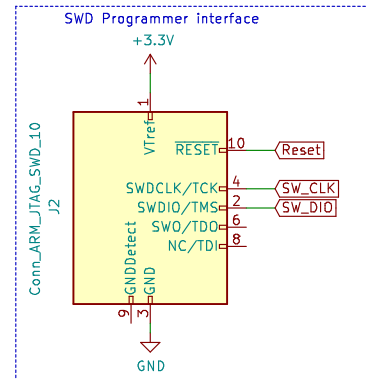 SWD Programmer interface
+3.3V
1
VTref
RESET
10
Reset
SWDCLK/TCK
4
SW_CLK
SWDIO/TMS
2
SW_DIO
SWO/TDO
6
NC/TDI
8
Conn_ARM_JTAG_SWD_10
J2
GNDDetect
GND
9
3
GND